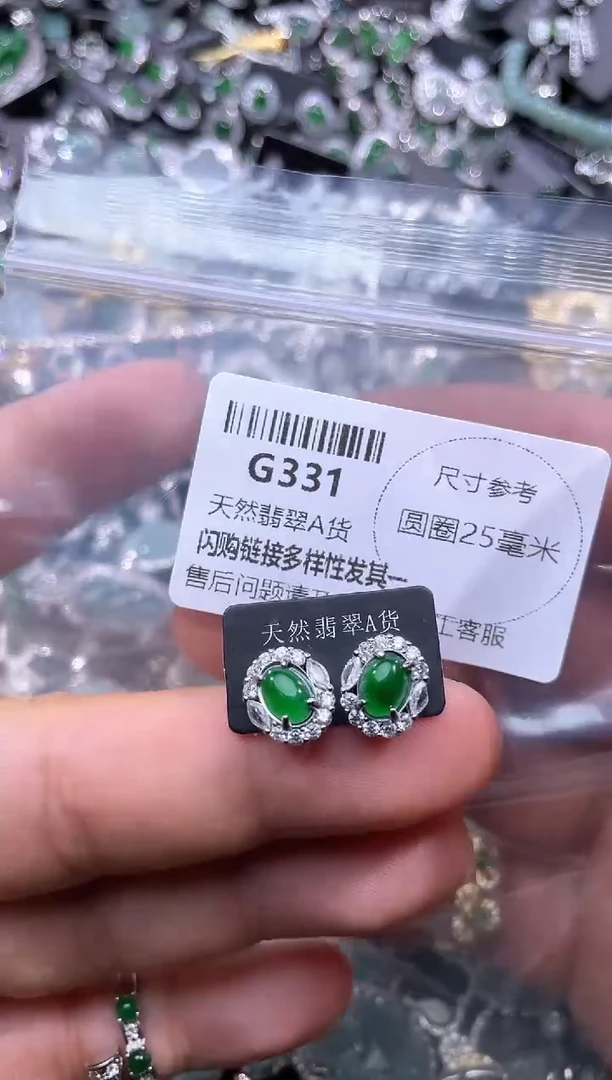 G331
尺寸参考
天然翡翠A货
圆圈25毫米
闪购链接多样性发其一
售后问题请
工客服
天然翡翠A货